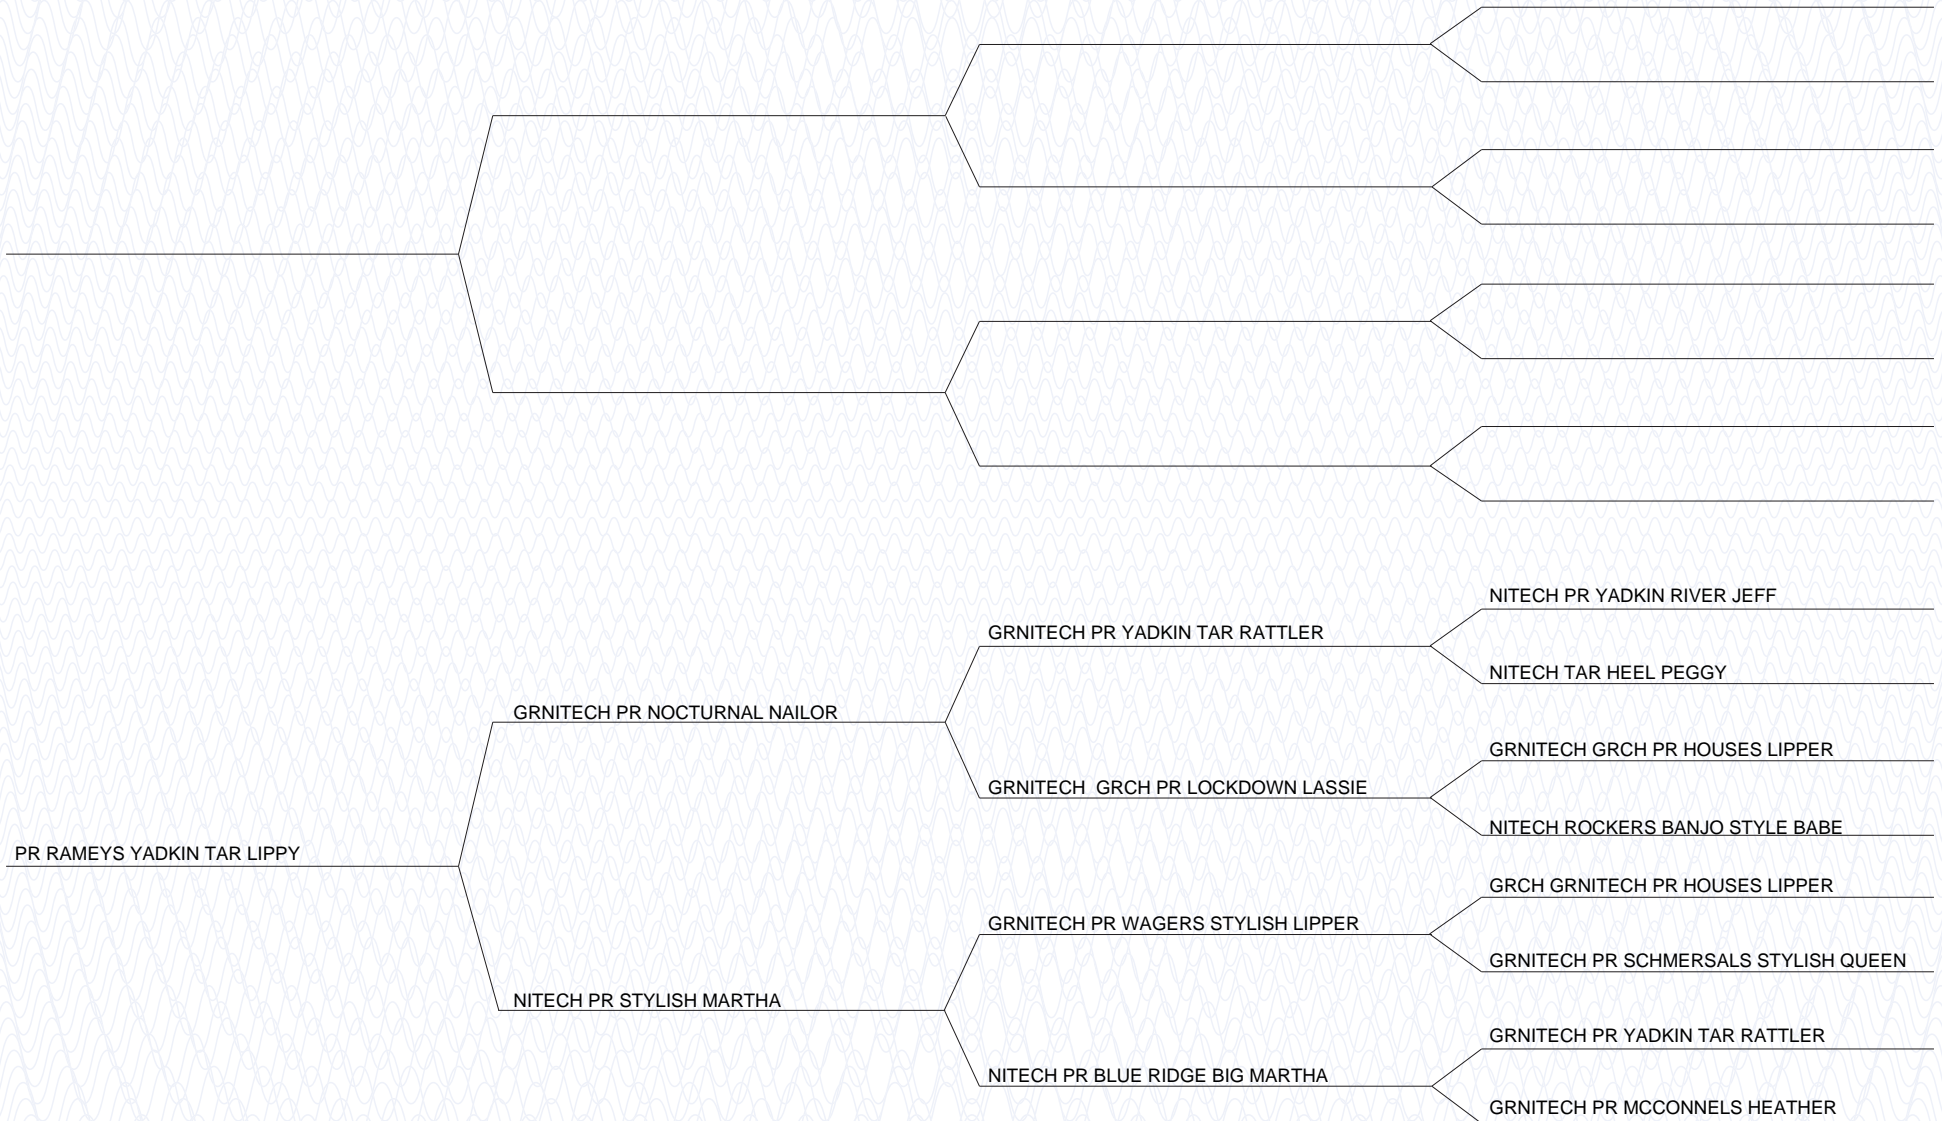 NITECH PR YADKIN RIVER JEFF
GRNITECH PR YADKIN TAR RATTLER
NITECH TAR HEEL PEGGY
GRNITECH PR NOCTURNAL NAILOR
GRNITECH GRCH PR HOUSES LIPPER
GRNITECH  GRCH PR LOCKDOWN LASSIE
NITECH ROCKERS BANJO STYLE BABE
PR RAMEYS YADKIN TAR LIPPY
GRCH GRNITECH PR HOUSES LIPPER
GRNITECH PR WAGERS STYLISH LIPPER
GRNITECH PR SCHMERSALS STYLISH QUEEN
NITECH PR STYLISH MARTHA
GRNITECH PR YADKIN TAR RATTLER
NITECH PR BLUE RIDGE BIG MARTHA
GRNITECH PR MCCONNELS HEATHER